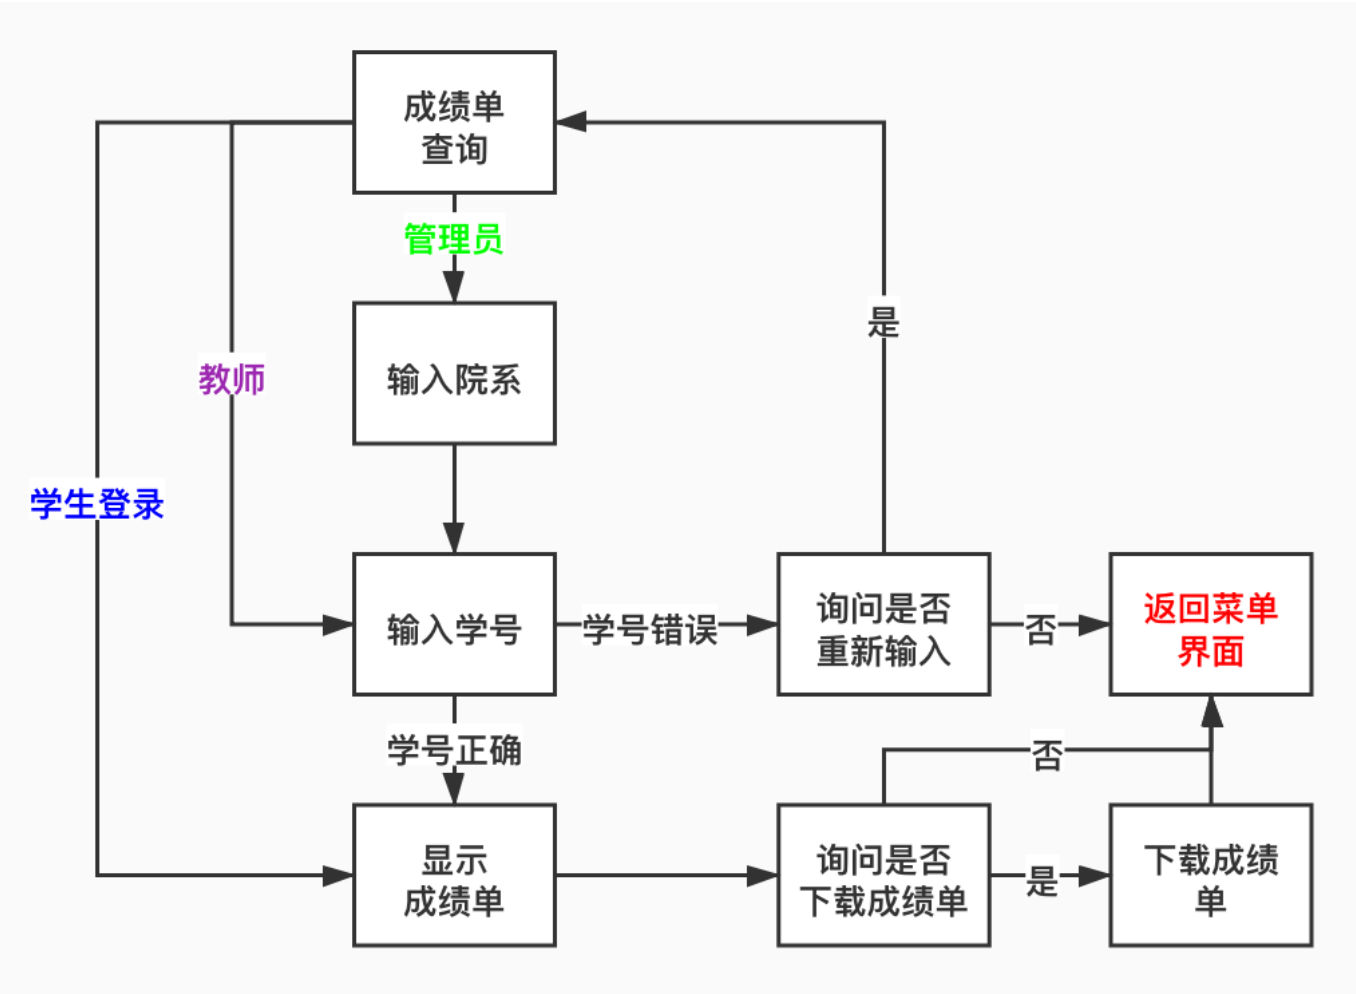 成绩单
查询
管理员
是
输入院系
教师
学生登录
输入学号
学号错误
询问是否
重新输入
否
返回菜单
界面
学号正确
否
显示
成绩单
询问是否
下载成绩单
是
下载成绩
单